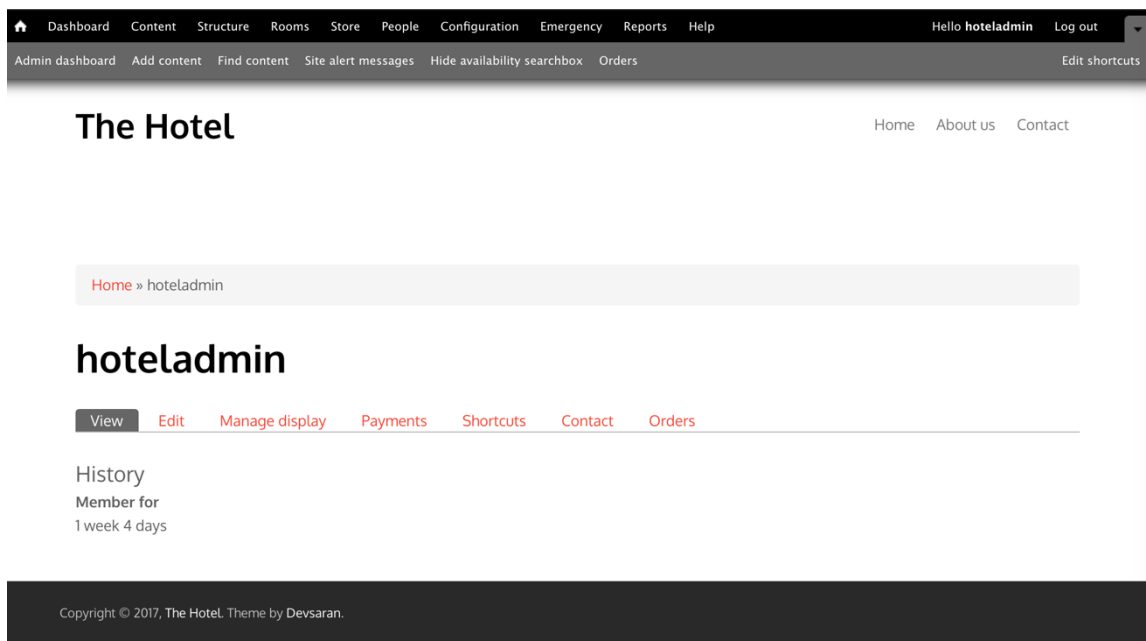 Dashboard Content Structure Rooms Store People Configuration Emergency Reports Help Hello hoteladmin Log out
Admin dashboard Add content Find content Site alert messages Hide availability searchbox Orders Edit shortcuts
The Hotel Home About us Contact
Home » hoteladmin
hoteladmin
View Edit Manage display Payments Shortcuts Contact Orders
History
Member for
1 week 4 days
Copyright © 2017, The Hotel. Theme by Devsaran.